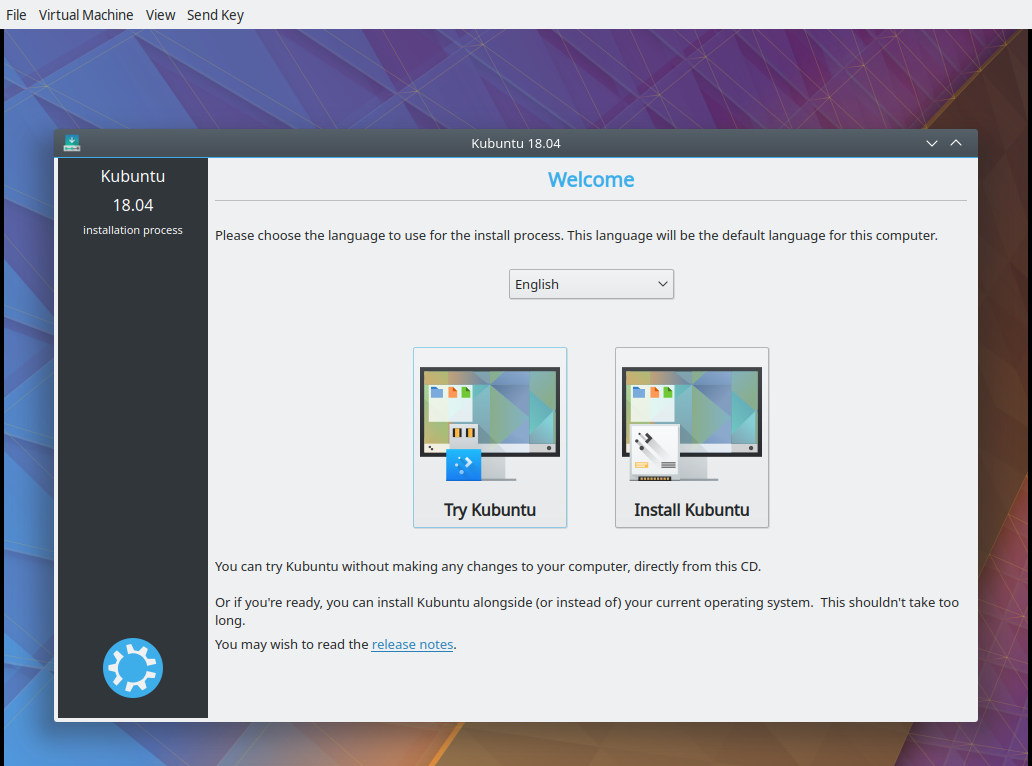 File Virtual Machine View Send Key
Kubuntu 18.04
Kubuntu
18.04
installation process
Welcome
Please choose the language to use for the install process. This language will be the default language for this computer.
English
Try Kubuntu
Install Kubuntu
You can try Kubuntu without making any changes to your computer, directly from this CD.
Or if you're ready, you can install Kubuntu alongside (or instead of) your current operating system.  This shouldn't take too
long.
You may wish to read the release notes.